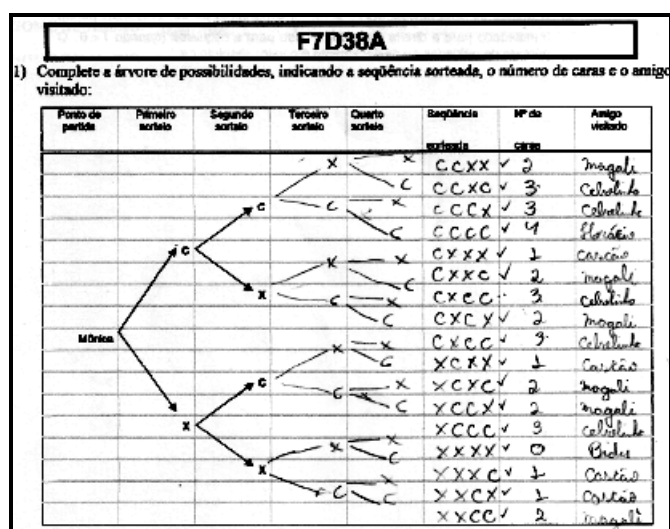 F7D38A
1) Complete a árvore de possibilidades, indicando a seqüência sorteada, o número de caras e o amigo
visitado:
Ponto de partida Primeiro sorteio Segundo sorteio Terceiro sorteio Quarto sorteio Seqüência sorteada Nº de caras Amigo visitado
X X CCXX ✓ 2 Magali
C CCXC ✓ 3 Cebolinha
C C X CCCX ✓ 3 Cebolinha
C CCCC ✓ 4 Horácio
C X X CXXX ✓ 1 Cascão
C CXXC ✓ 2 magali
X C X CXCC 3 Cebolinha
C CXCX ✓ 2 Magali
Mônica X X CXCC ✓ 3 Cebolinha
C XCXX ✓ 1 Cascão
C C X XCXC ✓ 2 Magali
C XCCX ✓ 2 magali
X XCCC ✓ 3 Cebolinha
X X XXXX ✓ 0 Bidu
X C XXXC ✓ 1 Cascão
C X XXCX ✓ 1 Cascão
C XXCC ✓ 2 magali